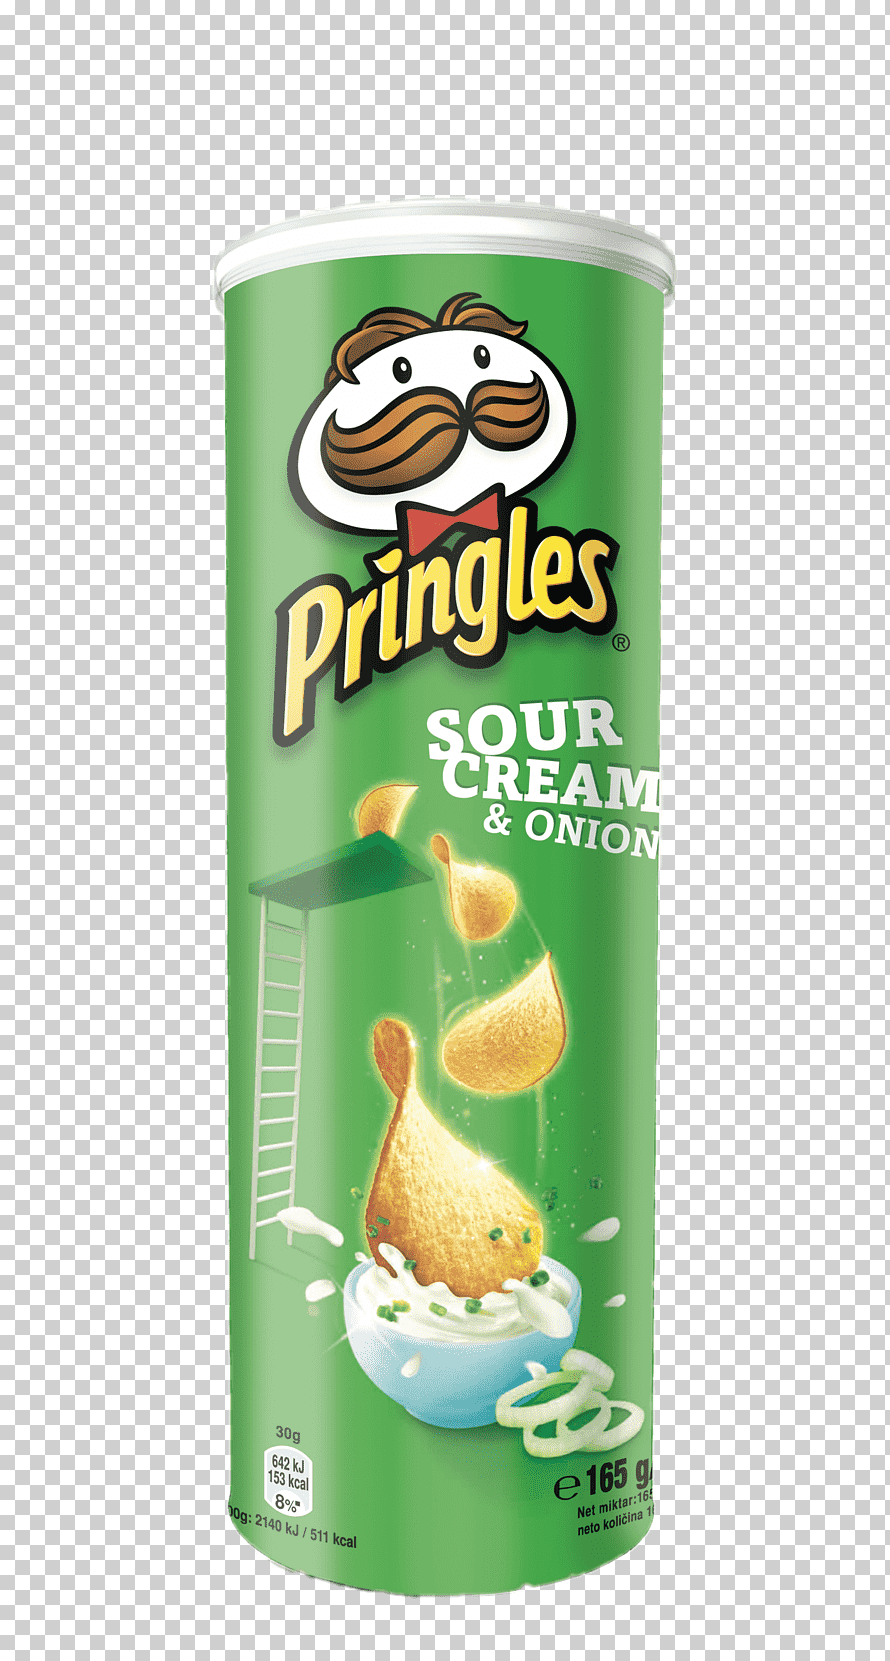 Pringles®
SOUR
CREAM
& ONION
30g
642 kJ
153 kcal
8%
00g: 2140 kJ / 511 kcal
℮165 g
Net miktar:165
neto količina 1